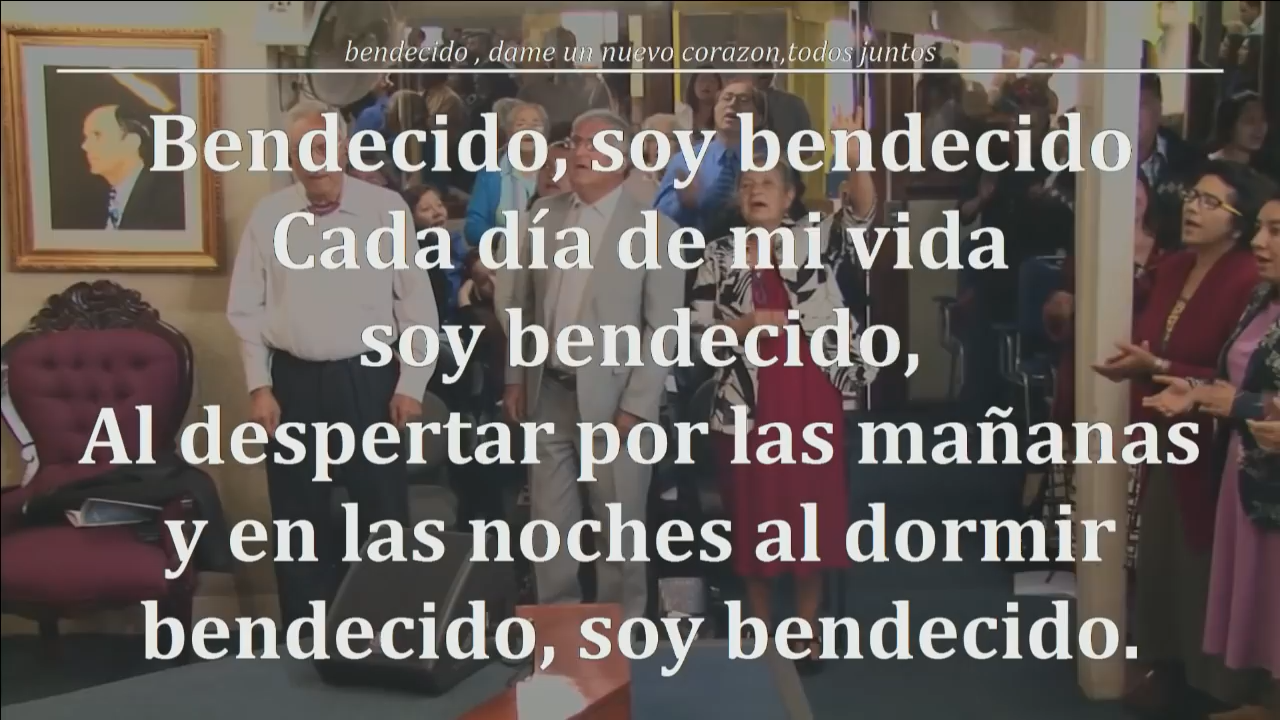 bendecido , dame un nuevo corazon,todos juntos
Bendecido, soy bendecido
Cada día de mi vida
soy bendecido,
Al despertar por las mañanas
y en las noches al dormir
bendecido, soy bendecido.